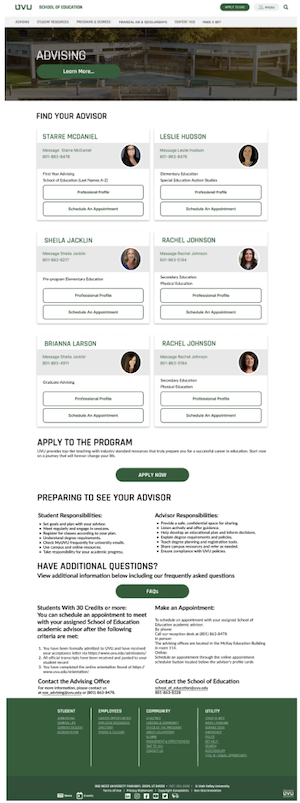 UVU SCHOOL OF EDUCATION
APPLY TO UVU
ADVISING STUDENT RESOURCES PROGRAMS & DEGREES FINANCIAL AID & SCHOLARSHIPS CONTACT YOU
ADVISING
Learn More...
FIND YOUR ADVISOR
STARRE MCDANIEL
Message Starre McDaniel
801-863-8478
First Year Advising
School of Education (Last Names A-Z)
Professional Profile
Schedule An Appointment
LESLIE HUDSON
Message Leslie Hudson
801-863-8478
Elementary Education
Special Education Autism Studies
Professional Profile
Schedule An Appointment
SHEILA JACKLIN
Message Sheila Jacklin
801-863-6217
Pre-program Elementary Education
Professional Profile
Schedule An Appointment
RACHEL JOHNSON
Message Rachel Johnson
801-863-5184
Secondary Education
Physical Education
Professional Profile
Schedule An Appointment
BRIANNA LARSON
Message Sheila Jacklin
801-863-4911
Graduate Advising
Professional Profile
Schedule An Appointment
RACHEL JOHNSON
Message Rachel Johnson
801-863-5184
Secondary Education
Physical Education
Professional Profile
Schedule An Appointment
APPLY TO THE PROGRAM
UVU provides top tier teaching with industry standard resources that truly prepare you for a successful career in education. Start now
on a journey that will forever change your life.
APPLY NOW
PREPARING TO SEE YOUR ADVISOR
Student Responsibilities:
Set goals and plan with your advisor.
Meet regularly and engage in sessions.
Register for classes according to your plan.
Understand degree requirements.
Check MyUVU frequently for university emails.
Use campus and online resources.
Take responsibility for your academic progress.
Advisor Responsibilities:
Provide a safe, confidential space for sharing.
Listen actively and offer guidance.
Help develop an educational plan and information.
Explain degree requirements and policies.
Teach degree planning and registration tools.
Share campus resources and refer as needed.
Ensure compliance with UVU policies.
HAVE ADDITIONAL QUESTIONS?
View additional information below including our frequently asked questions
FAQs
Students With 30 Credits or more:
You can schedule an appointment to meet
with your assigned School of Education
academic advisor after the following
criteria are met:
1. You have been formally admitted to UVU and have received
your acceptance letter via https://www.uvu.edu/admissions/
2. All official transcripts have been received and posted to your
student record
3. You have completed the online orientation found at https://
www.uvu.edu/orientation/
Make an Appointment:
To schedule an appointment with your assigned School of
Education academic advisor:
By phone
Call our reception desk at (801) 863-8478
In person
The advising offices are located in the McKay Education Building
in room 114.
Online
Schedule an appointment through the online appointment
scheduler button located below the advisor's profile cards
Contact the Advising Office
For more information, please contact
us at soe_advising@uvu.edu or (801) 863-8478.
Contact the School of Education
school_of_education@uvu.edu
801-863-8228
STUDENT
EMPLOYEES
COMMUNITY
UTILITY
News
Events
UVU